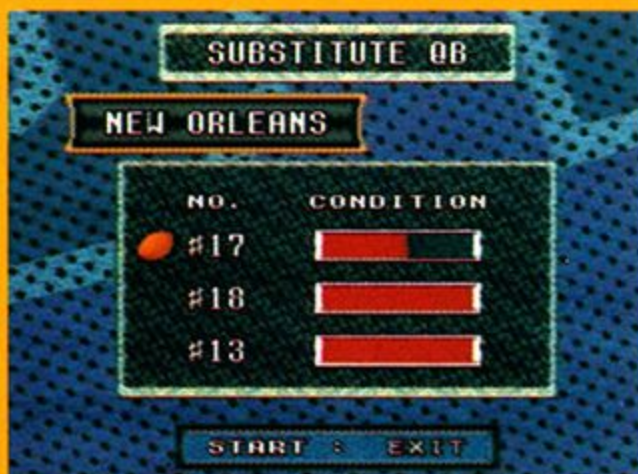 SUBSTITUTE QB
NEW ORLEANS
NO. CONDITION
#17
#18
#13
START : EXIT